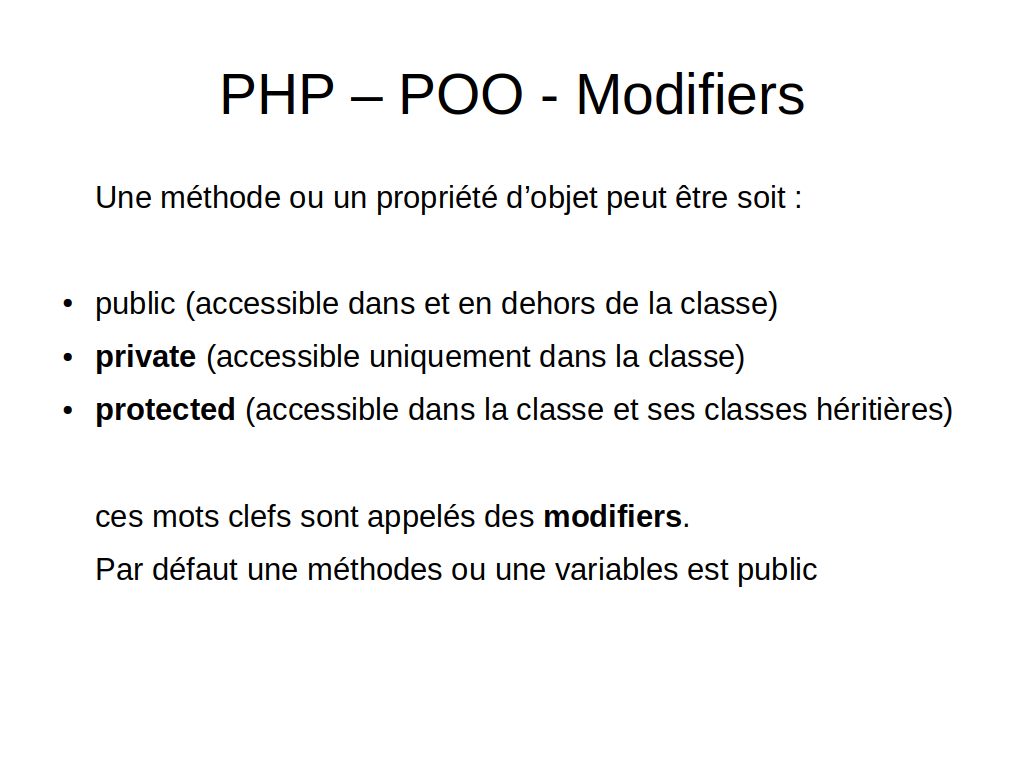 PHP – POO - Modifiers
Une méthode ou un propriété d’objet peut être soit :
• public (accessible dans et en dehors de la classe)
• private (accessible uniquement dans la classe)
• protected (accessible dans la classe et ses classes héritières)
ces mots clefs sont appelés des modifiers.
Par défaut une méthodes ou une variables est public